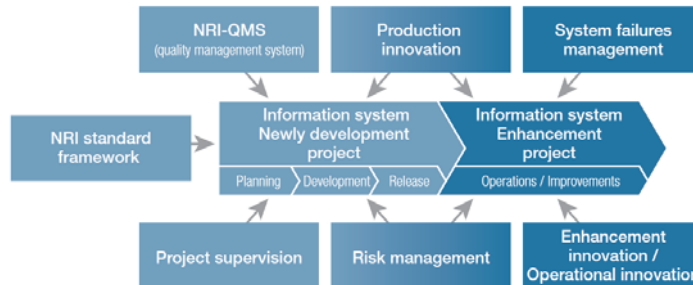 NRI-QMS
(quality management system)
Production
innovation
System failures
management
NRI standard
framework
Information system
Newly development
project
Information system
Enhancement
project
Planning
Development
Release
Operations / Improvements
Project supervision
Risk management
Enhancement
innovation /
Operational innovation